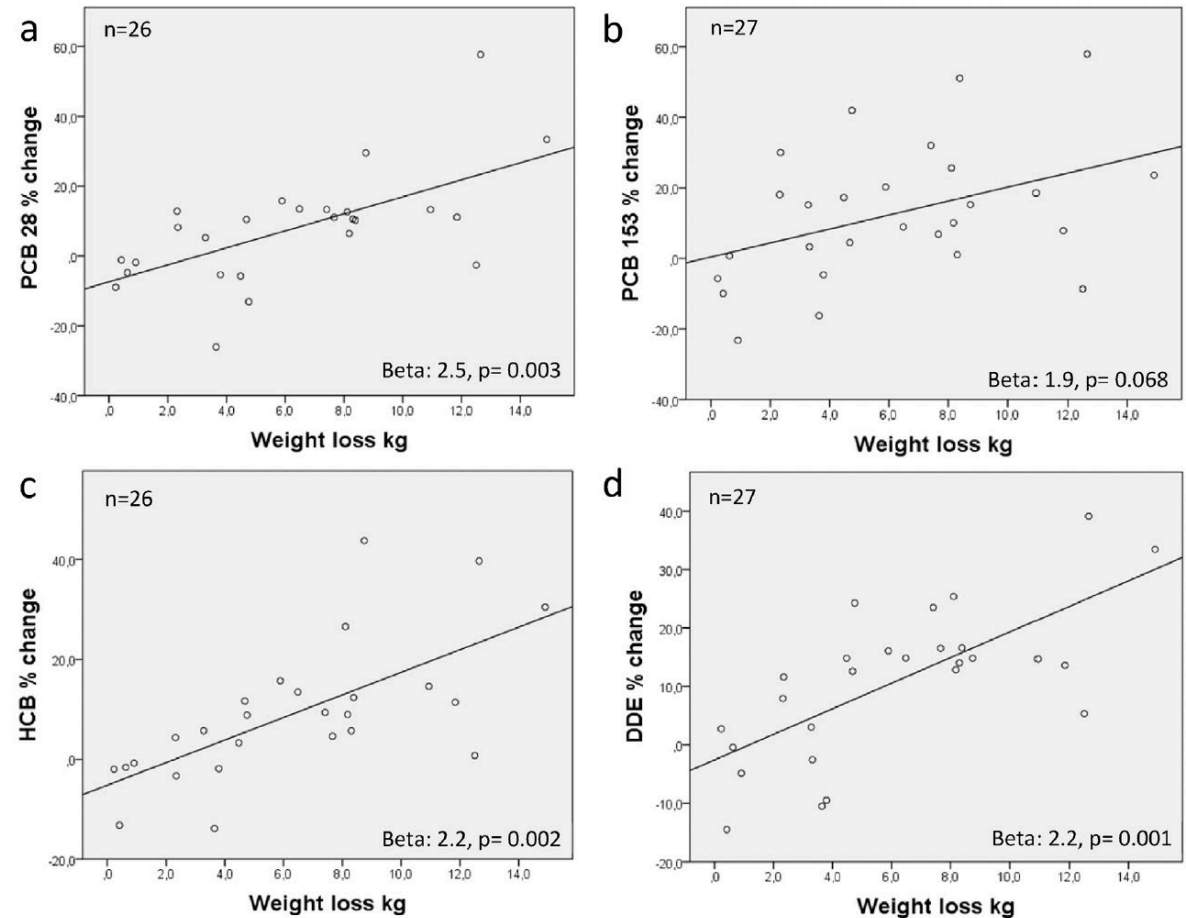 a
n=26
PCB 28 % change
60,0
40,0
20,0
,0
-20,0
-40,0
Beta: 2.5, p= 0.003
,0 2,0 4,0 6,0 8,0 10,0 12,0 14,0
Weight loss kg
b
n=27
PCB 153 % change
60,0
40,0
20,0
,0
-20,0
-40,0
Beta: 1.9, p= 0.068
,0 2,0 4,0 6,0 8,0 10,0 12,0 14,0
Weight loss kg
c
n=26
HCB % change
40,0
20,0
,0
-20,0
Beta: 2.2, p= 0.002
,0 2,0 4,0 6,0 8,0 10,0 12,0 14,0
Weight loss kg
d
n=27
DDE % change
40,0
30,0
20,0
10,0
,0
-10,0
-20,0
Beta: 2.2, p= 0.001
,0 2,0 4,0 6,0 8,0 10,0 12,0 14,0
Weight loss kg